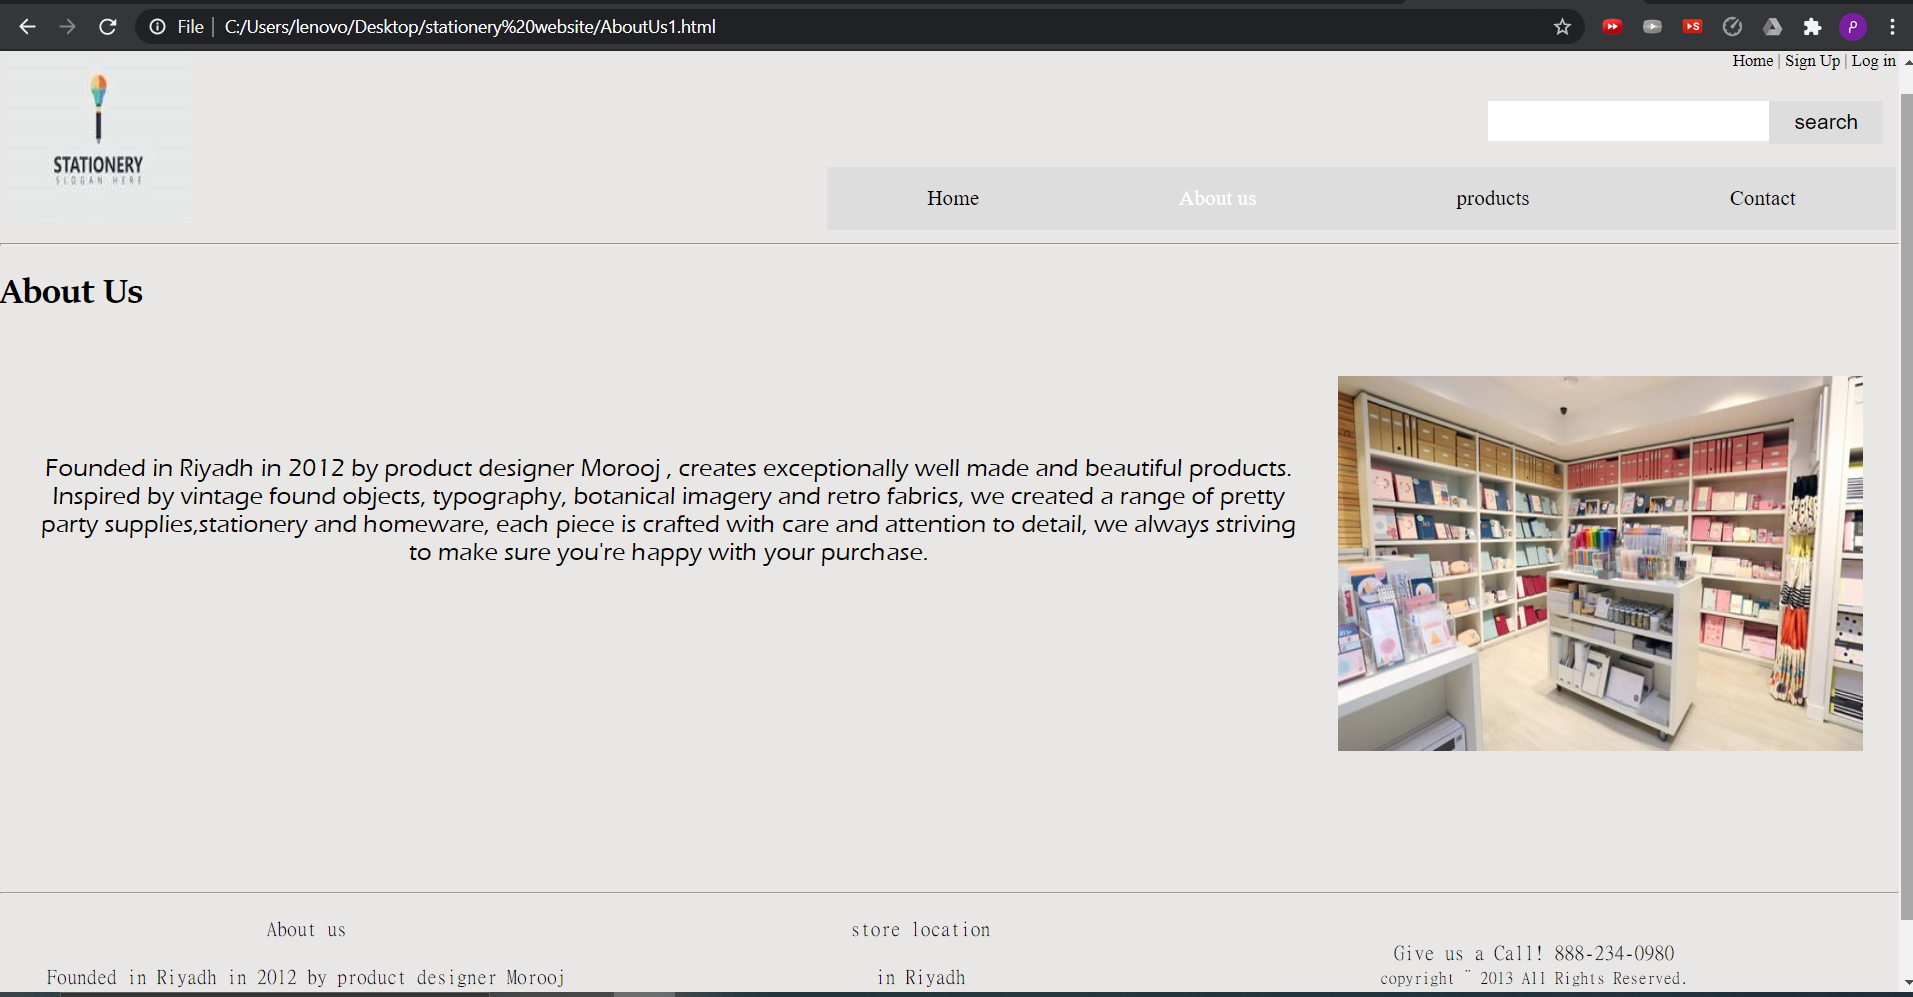 File | C:/Users/lenovo/Desktop/stationery%20website/AboutUs1.html
P
Home | Sign Up | Log in
STATIONERY
SLOGAN HERE
search
Home About us products Contact
About Us
Founded in Riyadh in 2012 by product designer Morooj , creates exceptionally well made and beautiful products.
Inspired by vintage found objects, typography, botanical imagery and retro fabrics, we created a range of pretty
party supplies,stationery and homeware, each piece is crafted with care and attention to detail, we always striving
to make sure you're happy with your purchase.
About us
Founded in Riyadh in 2012 by product designer Morooj
store location
in Riyadh
Give us a Call! 888-234-0980
copyright ¨ 2013 All Rights Reserved.